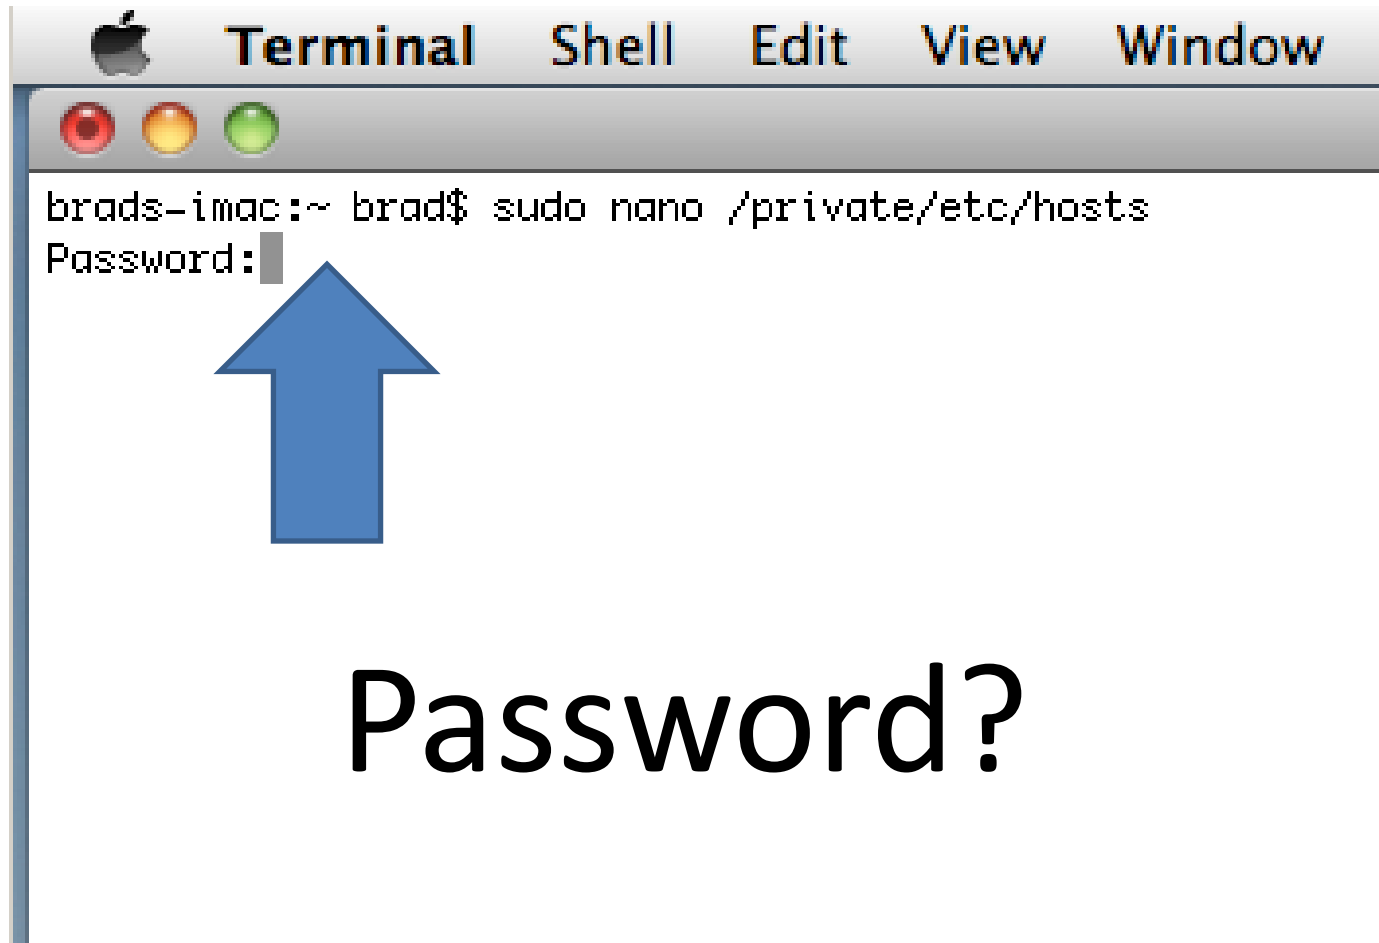 Terminal Shell Edit View Window
brads-imac:~ brad$ sudo nano /private/etc/hosts
Password:
Password?